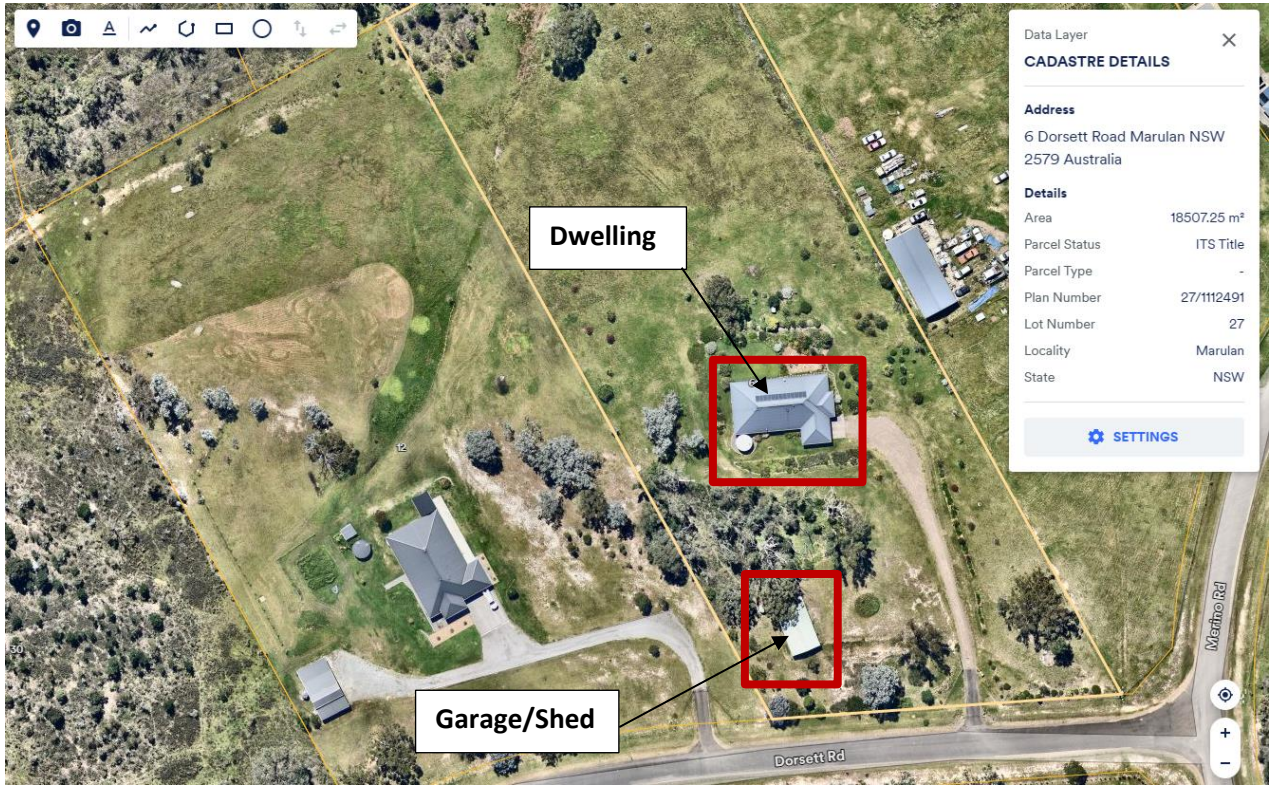 A
Data Layer
CADASTRE DETAILS
Address
6 Dorsett Road Marulan NSW
2579 Australia
Details
Area 18507.25 m²
Parcel Status ITS Title
Parcel Type -
Plan Number 27/1112491
Lot Number 27
Locality Marulan
State NSW
SETTINGS
Dwelling
12
30
Garage/Shed
Dorsett Rd
Merino Rd
+
−